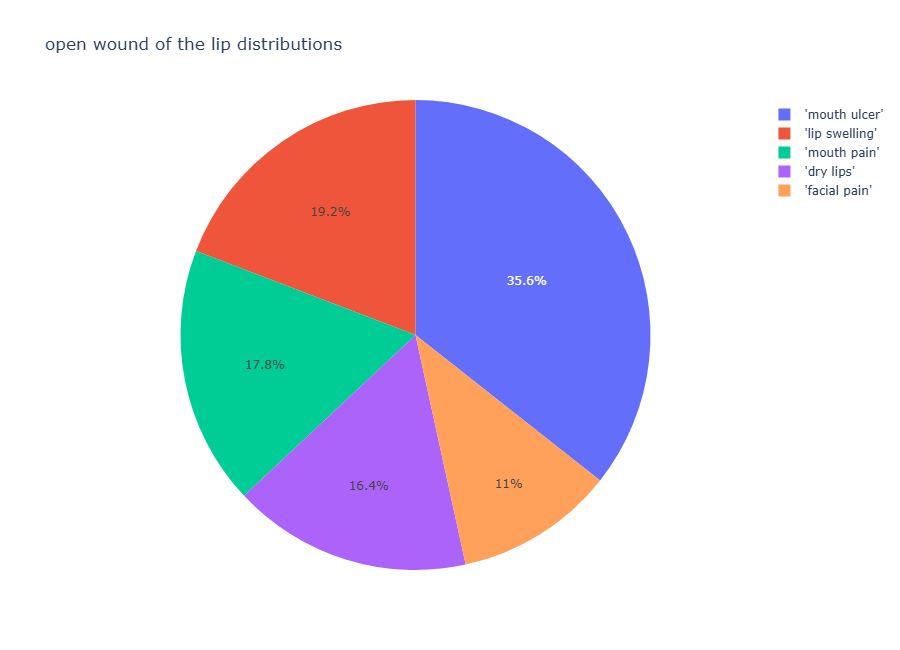 open wound of the lip distributions
'mouth ulcer'
'lip swelling'
'mouth pain'
'dry lips'
'facial pain'
19.2%
35.6%
17.8%
16.4%
11%